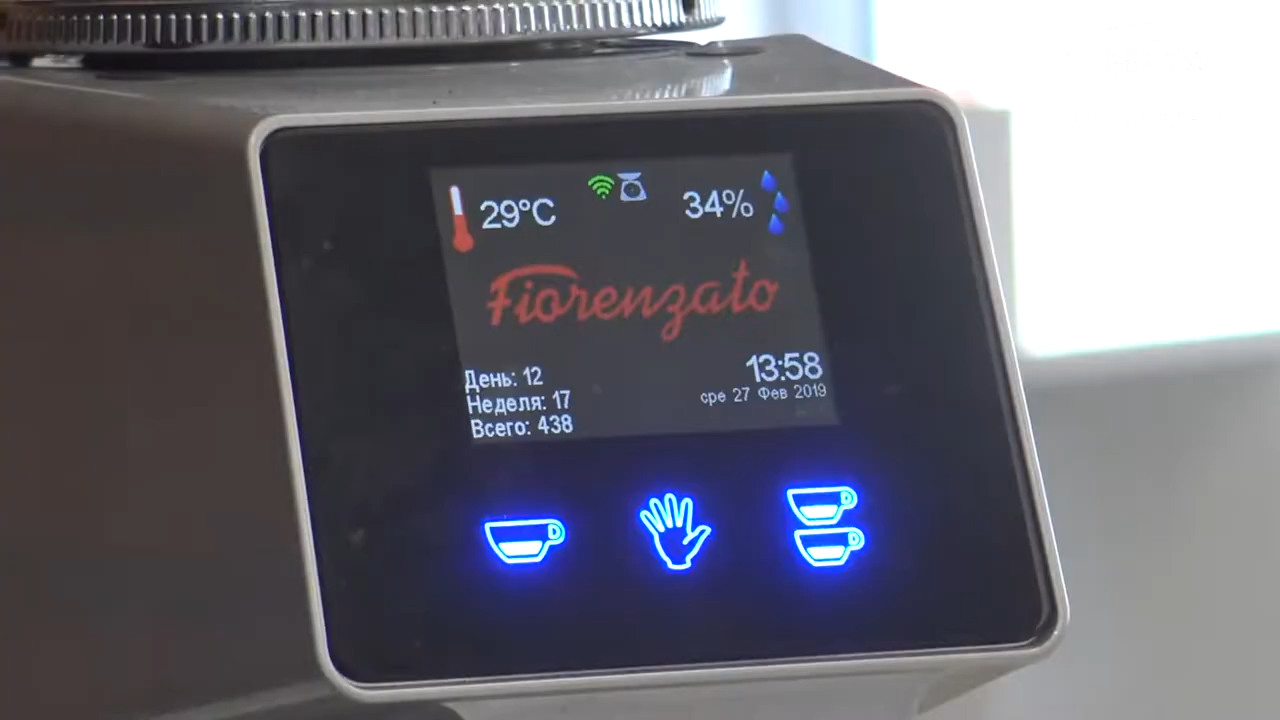 29°C
34%
Fiorenzato
День: 12
Неделя: 17
Всего: 438
13:58
сре 27 Фев 2019